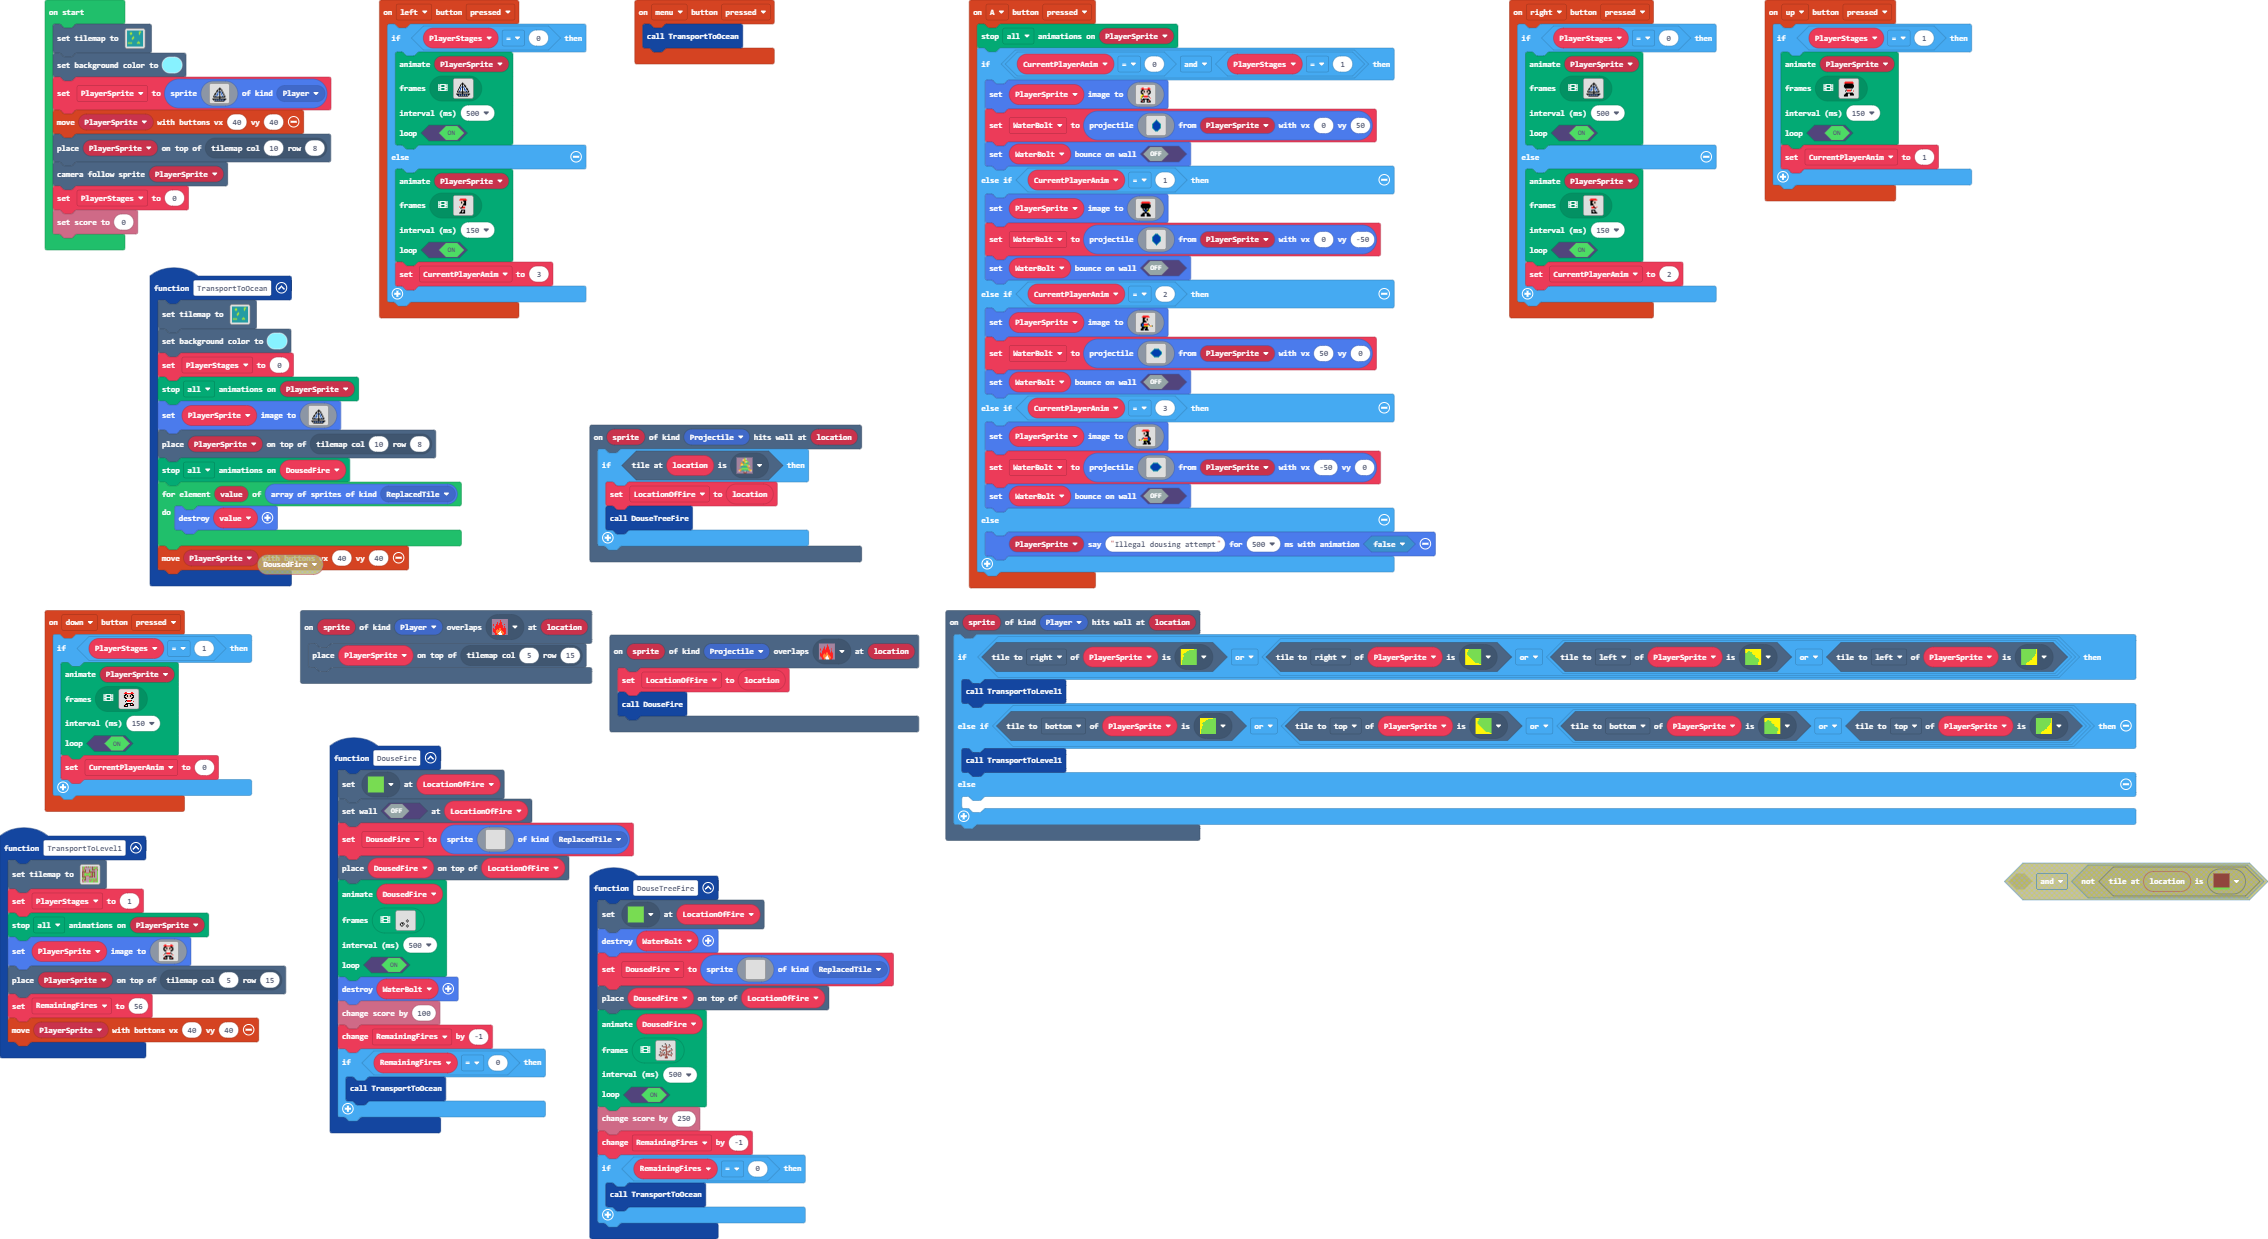 on start
set tilemap to
set background color to
set PlayerSprite to sprite of kind Player
move PlayerSprite with buttons vx 40 vy 40
place PlayerSprite on top of tilemap col 10 row 8
camera follow sprite PlayerSprite
set PlayerStages to 0
set score to 0
on left button pressed
if PlayerStages = 0 then
animate PlayerSprite
frames
interval (ms) 500
loop ON
else
animate PlayerSprite
frames
interval (ms) 150
loop ON
set CurrentPlayerAnim to 3
on menu button pressed
call TransportToOcean
on A button pressed
stop all animations on PlayerSprite
if CurrentPlayerAnim = 0 and PlayerStages = 1 then
set PlayerSprite image to
set WaterBolt to projectile from PlayerSprite with vx 0 vy 50
set WaterBolt bounce on wall OFF
else if CurrentPlayerAnim = 1 then
set PlayerSprite image to
set WaterBolt to projectile from PlayerSprite with vx 0 vy -50
set WaterBolt bounce on wall OFF
else if CurrentPlayerAnim = 2 then
set PlayerSprite image to
set WaterBolt to projectile from PlayerSprite with vx 50 vy 0
set WaterBolt bounce on wall OFF
else if CurrentPlayerAnim = 3 then
set PlayerSprite image to
set WaterBolt to projectile from PlayerSprite with vx -50 vy 0
set WaterBolt bounce on wall OFF
else
PlayerSprite say "Illegal dousing attempt" for 500 ms with animation false
on right button pressed
if PlayerStages = 0 then
animate PlayerSprite
frames
interval (ms) 500
loop ON
else
animate PlayerSprite
frames
interval (ms) 150
loop ON
set CurrentPlayerAnim to 2
on up button pressed
if PlayerStages = 1 then
animate PlayerSprite
frames
interval (ms) 150
loop ON
set CurrentPlayerAnim to 1
function TransportToOcean
set tilemap to
set background color to
set PlayerStages to 0
stop all animations on PlayerSprite
set PlayerSprite image to
place PlayerSprite on top of tilemap col 10 row 8
stop all animations on DousedFire
for element value of array of sprites of kind ReplacedTile
do destroy value
move PlayerSprite with buttons vx 40 vy 40
DousedFire
on sprite of kind Projectile hits wall at location
if tile at location is then
set LocationOfFire to location
call DouseTreeFire
on down button pressed
if PlayerStages = 1 then
animate PlayerSprite
frames
interval (ms) 150
loop ON
set CurrentPlayerAnim to 0
on sprite of kind Player overlaps at location
place PlayerSprite on top of tilemap col 5 row 15
on sprite of kind Projectile overlaps at location
set LocationOfFire to location
call DouseFire
on sprite of kind Player hits wall at location
if tile to right of PlayerSprite is or tile to right of PlayerSprite is or tile to left of PlayerSprite is or tile to left of PlayerSprite is then
call TransportToLevel1
else if tile to bottom of PlayerSprite is or tile to top of PlayerSprite is or tile to bottom of PlayerSprite is or tile to top of PlayerSprite is then
call TransportToLevel1
else
and not tile at location is
function TransportToLevel1
set tilemap to
set PlayerStages to 1
stop all animations on PlayerSprite
set PlayerSprite image to
place PlayerSprite on top of tilemap col 5 row 15
set RemainingFires to 56
move PlayerSprite with buttons vx 40 vy 40
function DouseFire
set at LocationOfFire
set wall OFF at LocationOfFire
set DousedFire to sprite of kind ReplacedTile
place DousedFire on top of LocationOfFire
animate DousedFire
frames
interval (ms) 500
loop ON
destroy WaterBolt
change score by 100
change RemainingFires by -1
if RemainingFires = 0 then
call TransportToOcean
function DouseTreeFire
set at LocationOfFire
destroy WaterBolt
set DousedFire to sprite of kind ReplacedTile
place DousedFire on top of LocationOfFire
animate DousedFire
frames
interval (ms) 500
loop ON
change score by 250
change RemainingFires by -1
if RemainingFires = 0 then
call TransportToOcean